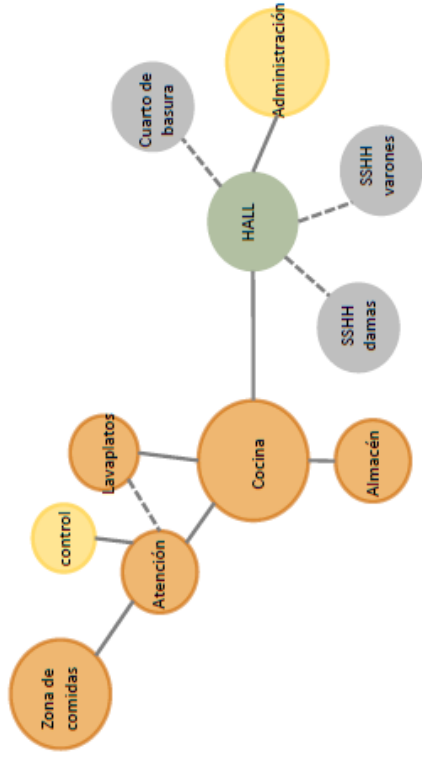 Zona de
comidas
control
Atención
Lavaplatos
Cocina
Almacén
HALL
Cuarto de
basura
Administración
SSHH
varones
SSHH
damas